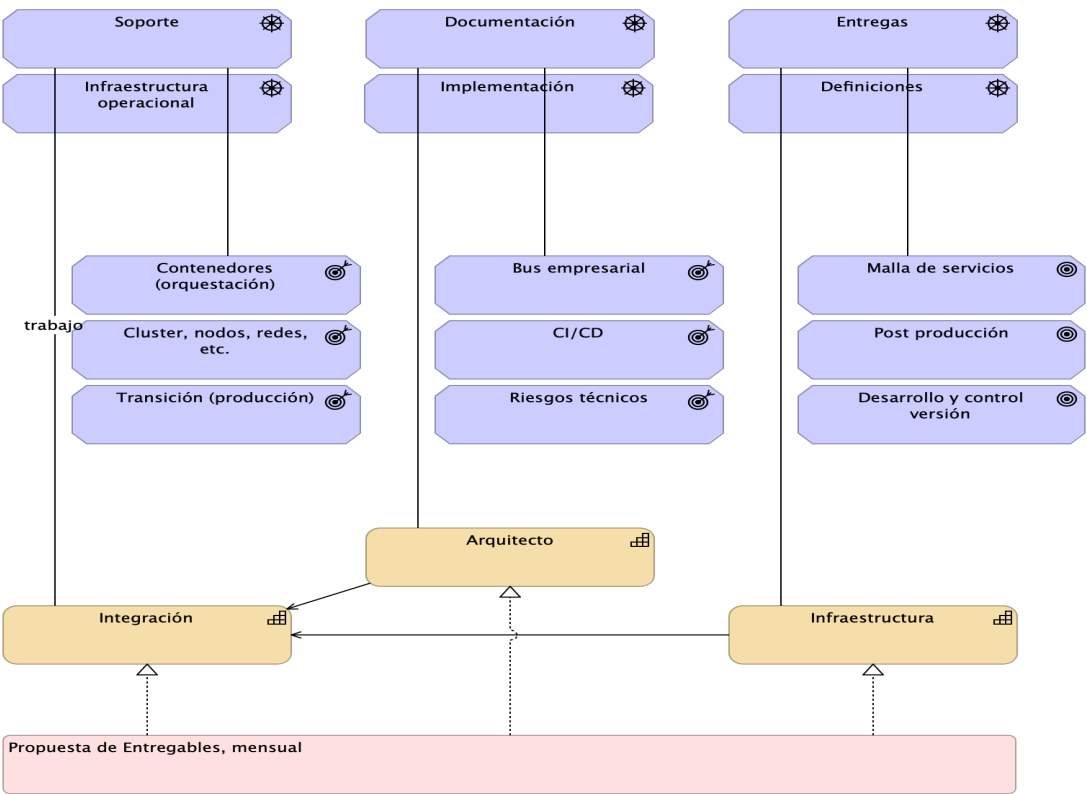 Soporte
Documentación
Entregas
Infraestructura
operacional
Implementación
Definiciones
Contenedores
(orquestación)
Bus empresarial
Malla de servicios
trabajo
Cluster, nodos, redes,
etc.
CI/CD
Post producción
Transición (producción)
Riesgos técnicos
Desarrollo y control
versión
Arquitecto
Integración
Infraestructura
Propuesta de Entregables, mensual